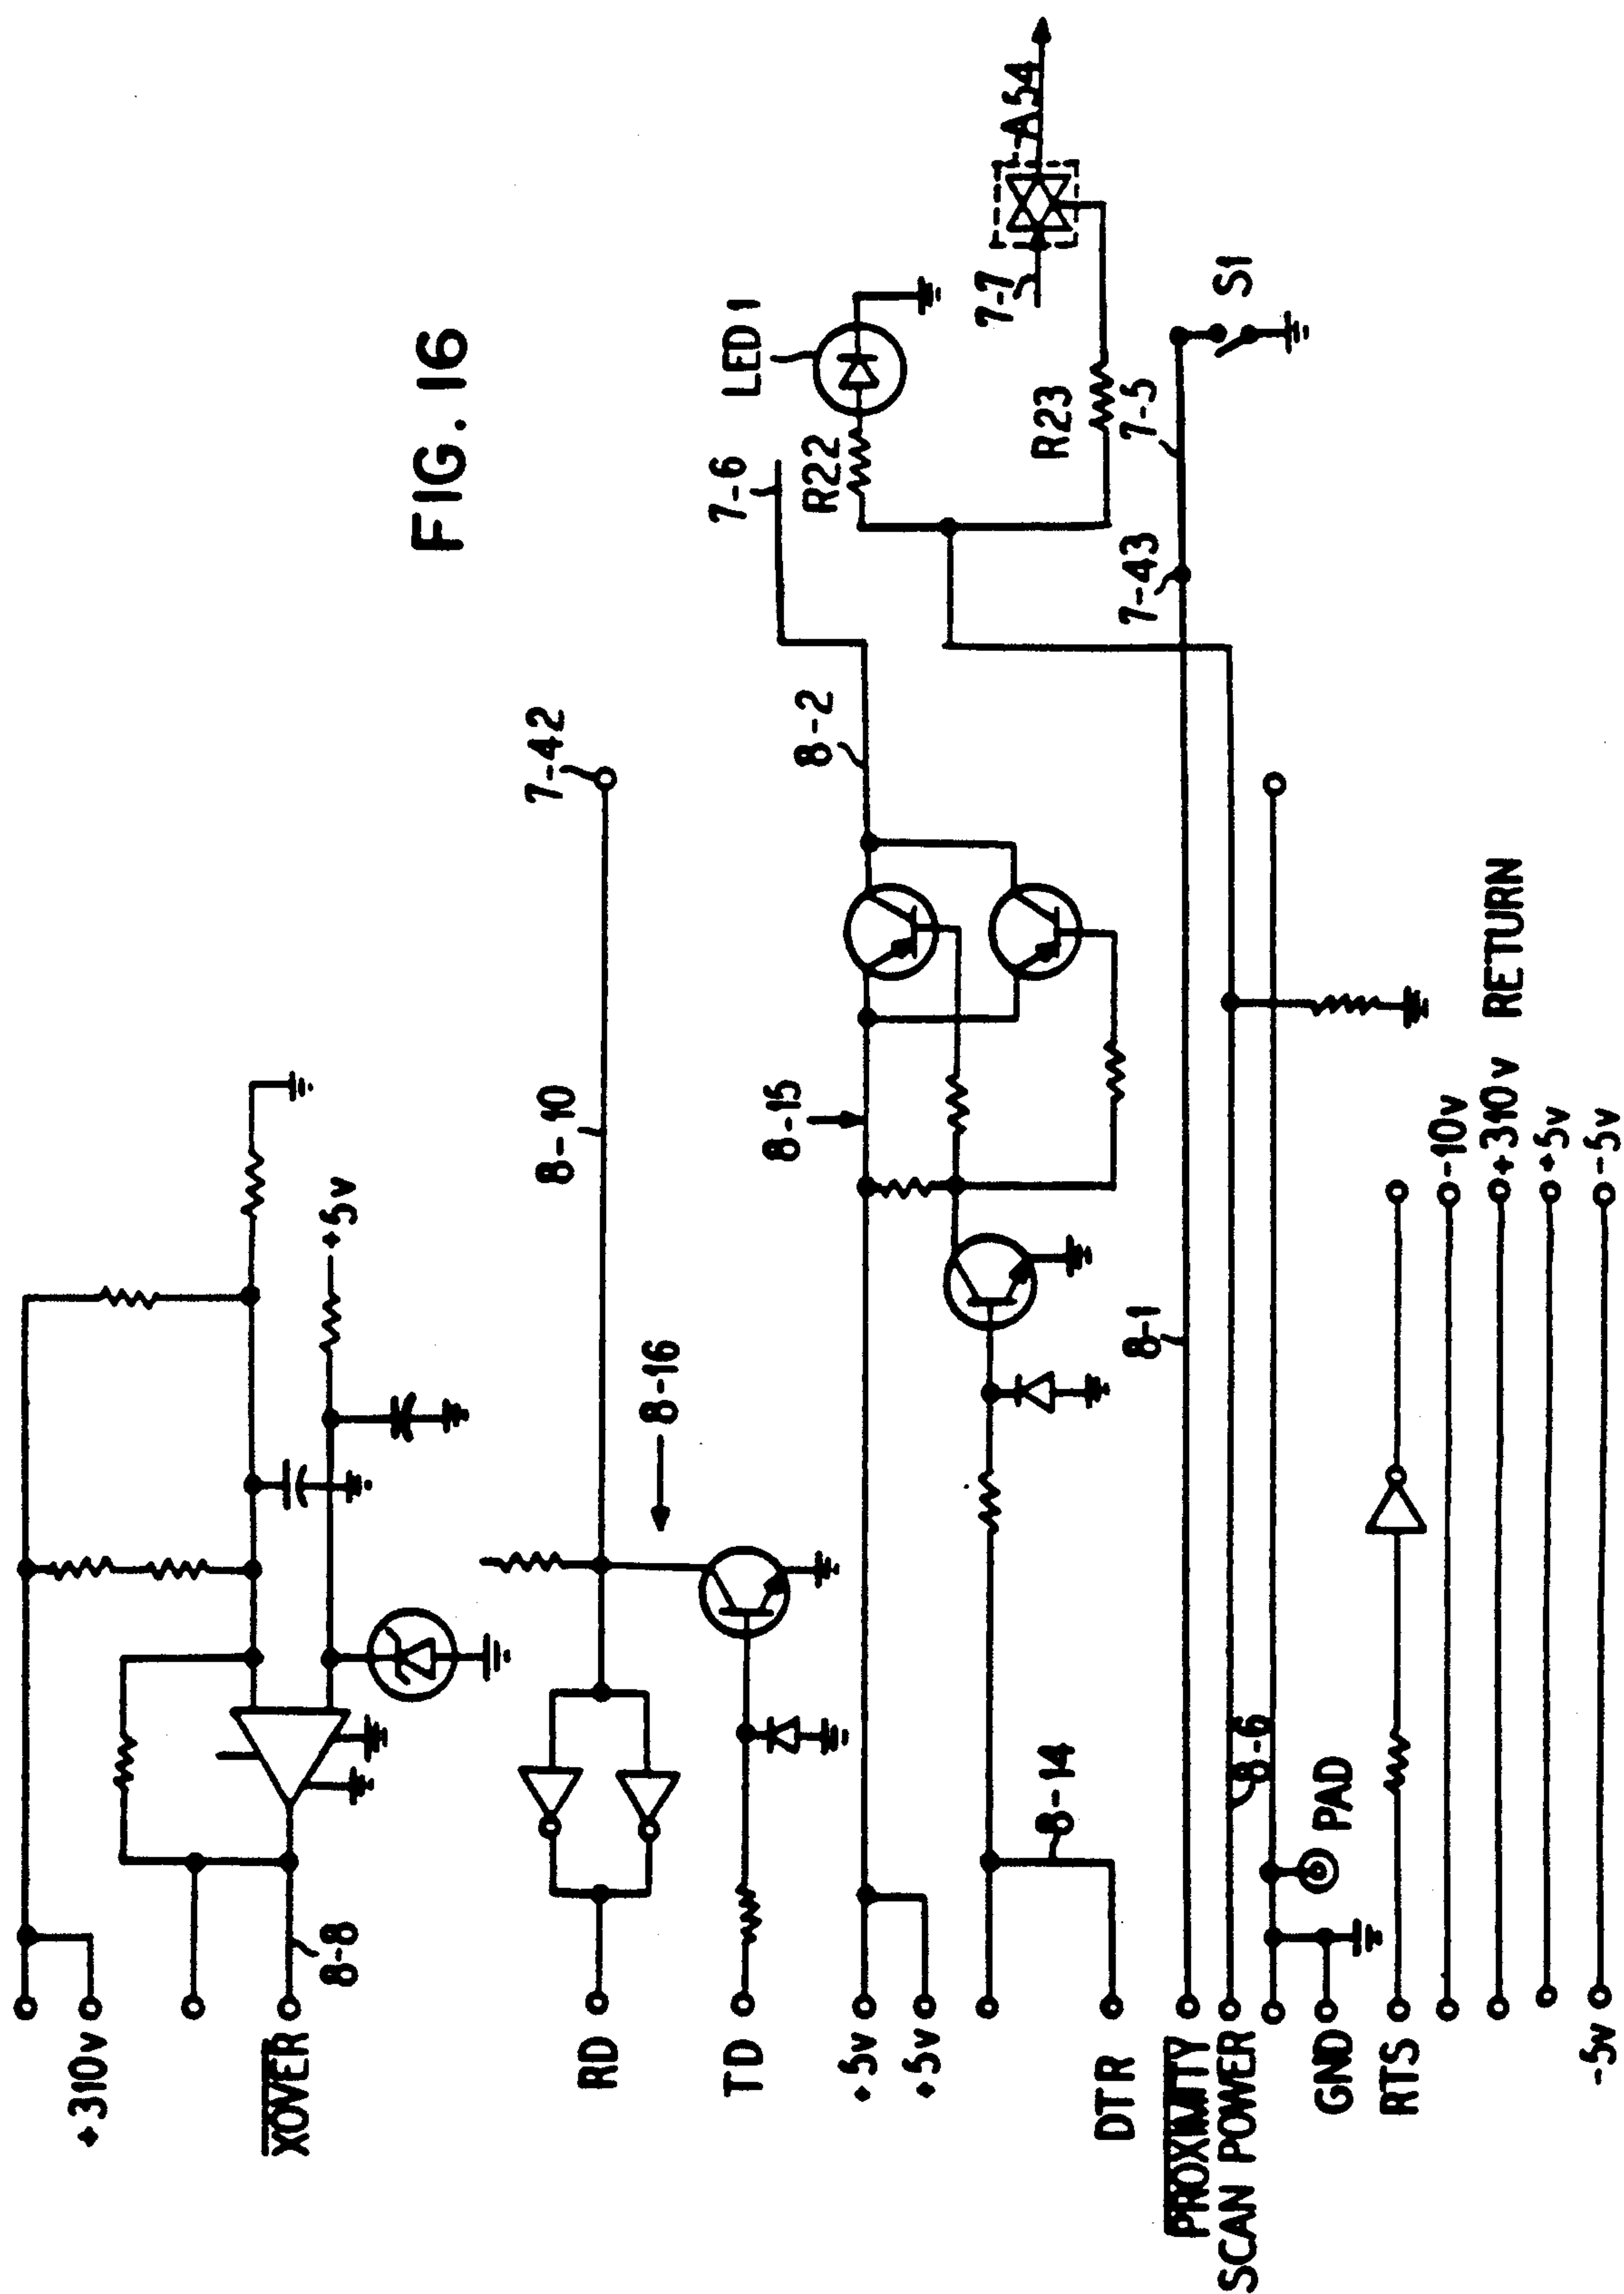 FIG. 16
+310v
XOVER
8-8
+5v
RD
8-16
8-10
7-42
TD
+5v
+5v
8-15
8-2
7-6
R22
LED 1
DTR
8-14
R23
7-7
A54
PROXIMITY
8-1
7-43
7-5
S1
SCAN POWER
8-6
GND
PAD
RTS
-10v
+310v RETURN
+5v
-5v
-5v